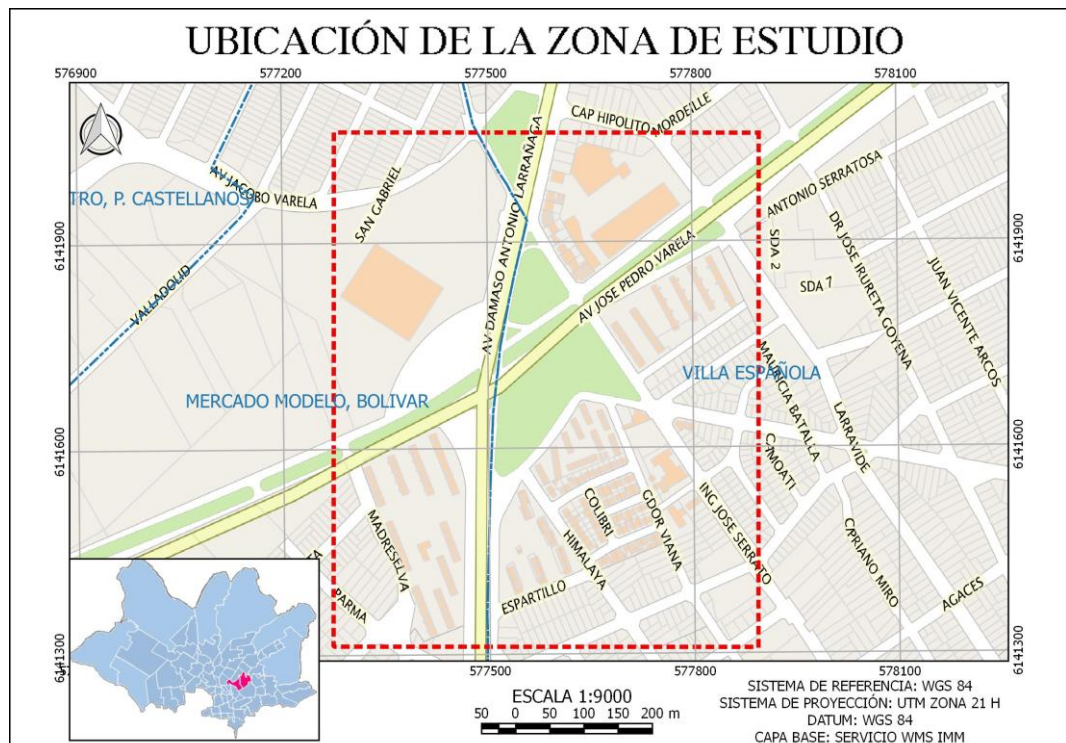 UBICACIÓN DE LA ZONA DE ESTUDIO
576900
577200
577500
577800
578100
CAP HIPOLITO MORDEILLE
AV JACOBO VARELA
TRO, P. CASTELLANOS
SAN GABRIEL
AV DAMASO ANTONIO LARRAÑAGA
ANTONIO SERRATOSA
6141900
6141900
VALLADOLID
AV JOSE PEDRO VARELA
SDA 2
SDA 7
DR JOSE IRURETA GOYENA
JUAN VICENTE ARCOS
MERCADO MODELO, BOLIVAR
VILLA ESPAÑOLA
MAURICIA BATALLA
LARRAVIDE
6141600
6141600
C. MOATI
MADRESELVA
COLIBRI
GDOR VIANA
ING JOSE SERRATO
HIMALAYA
CIPRIANO MIRO
ESPARTILLO
AGACES
PARMA
6141300
6141300
577500
577800
578100
ESCALA 1:9000
50 0 50 100 150 200 m
SISTEMA DE REFERENCIA: WGS 84
SISTEMA DE PROYECCIÓN: UTM ZONA 21 H
DATUM: WGS 84
CAPA BASE: SERVICIO WMS IMM